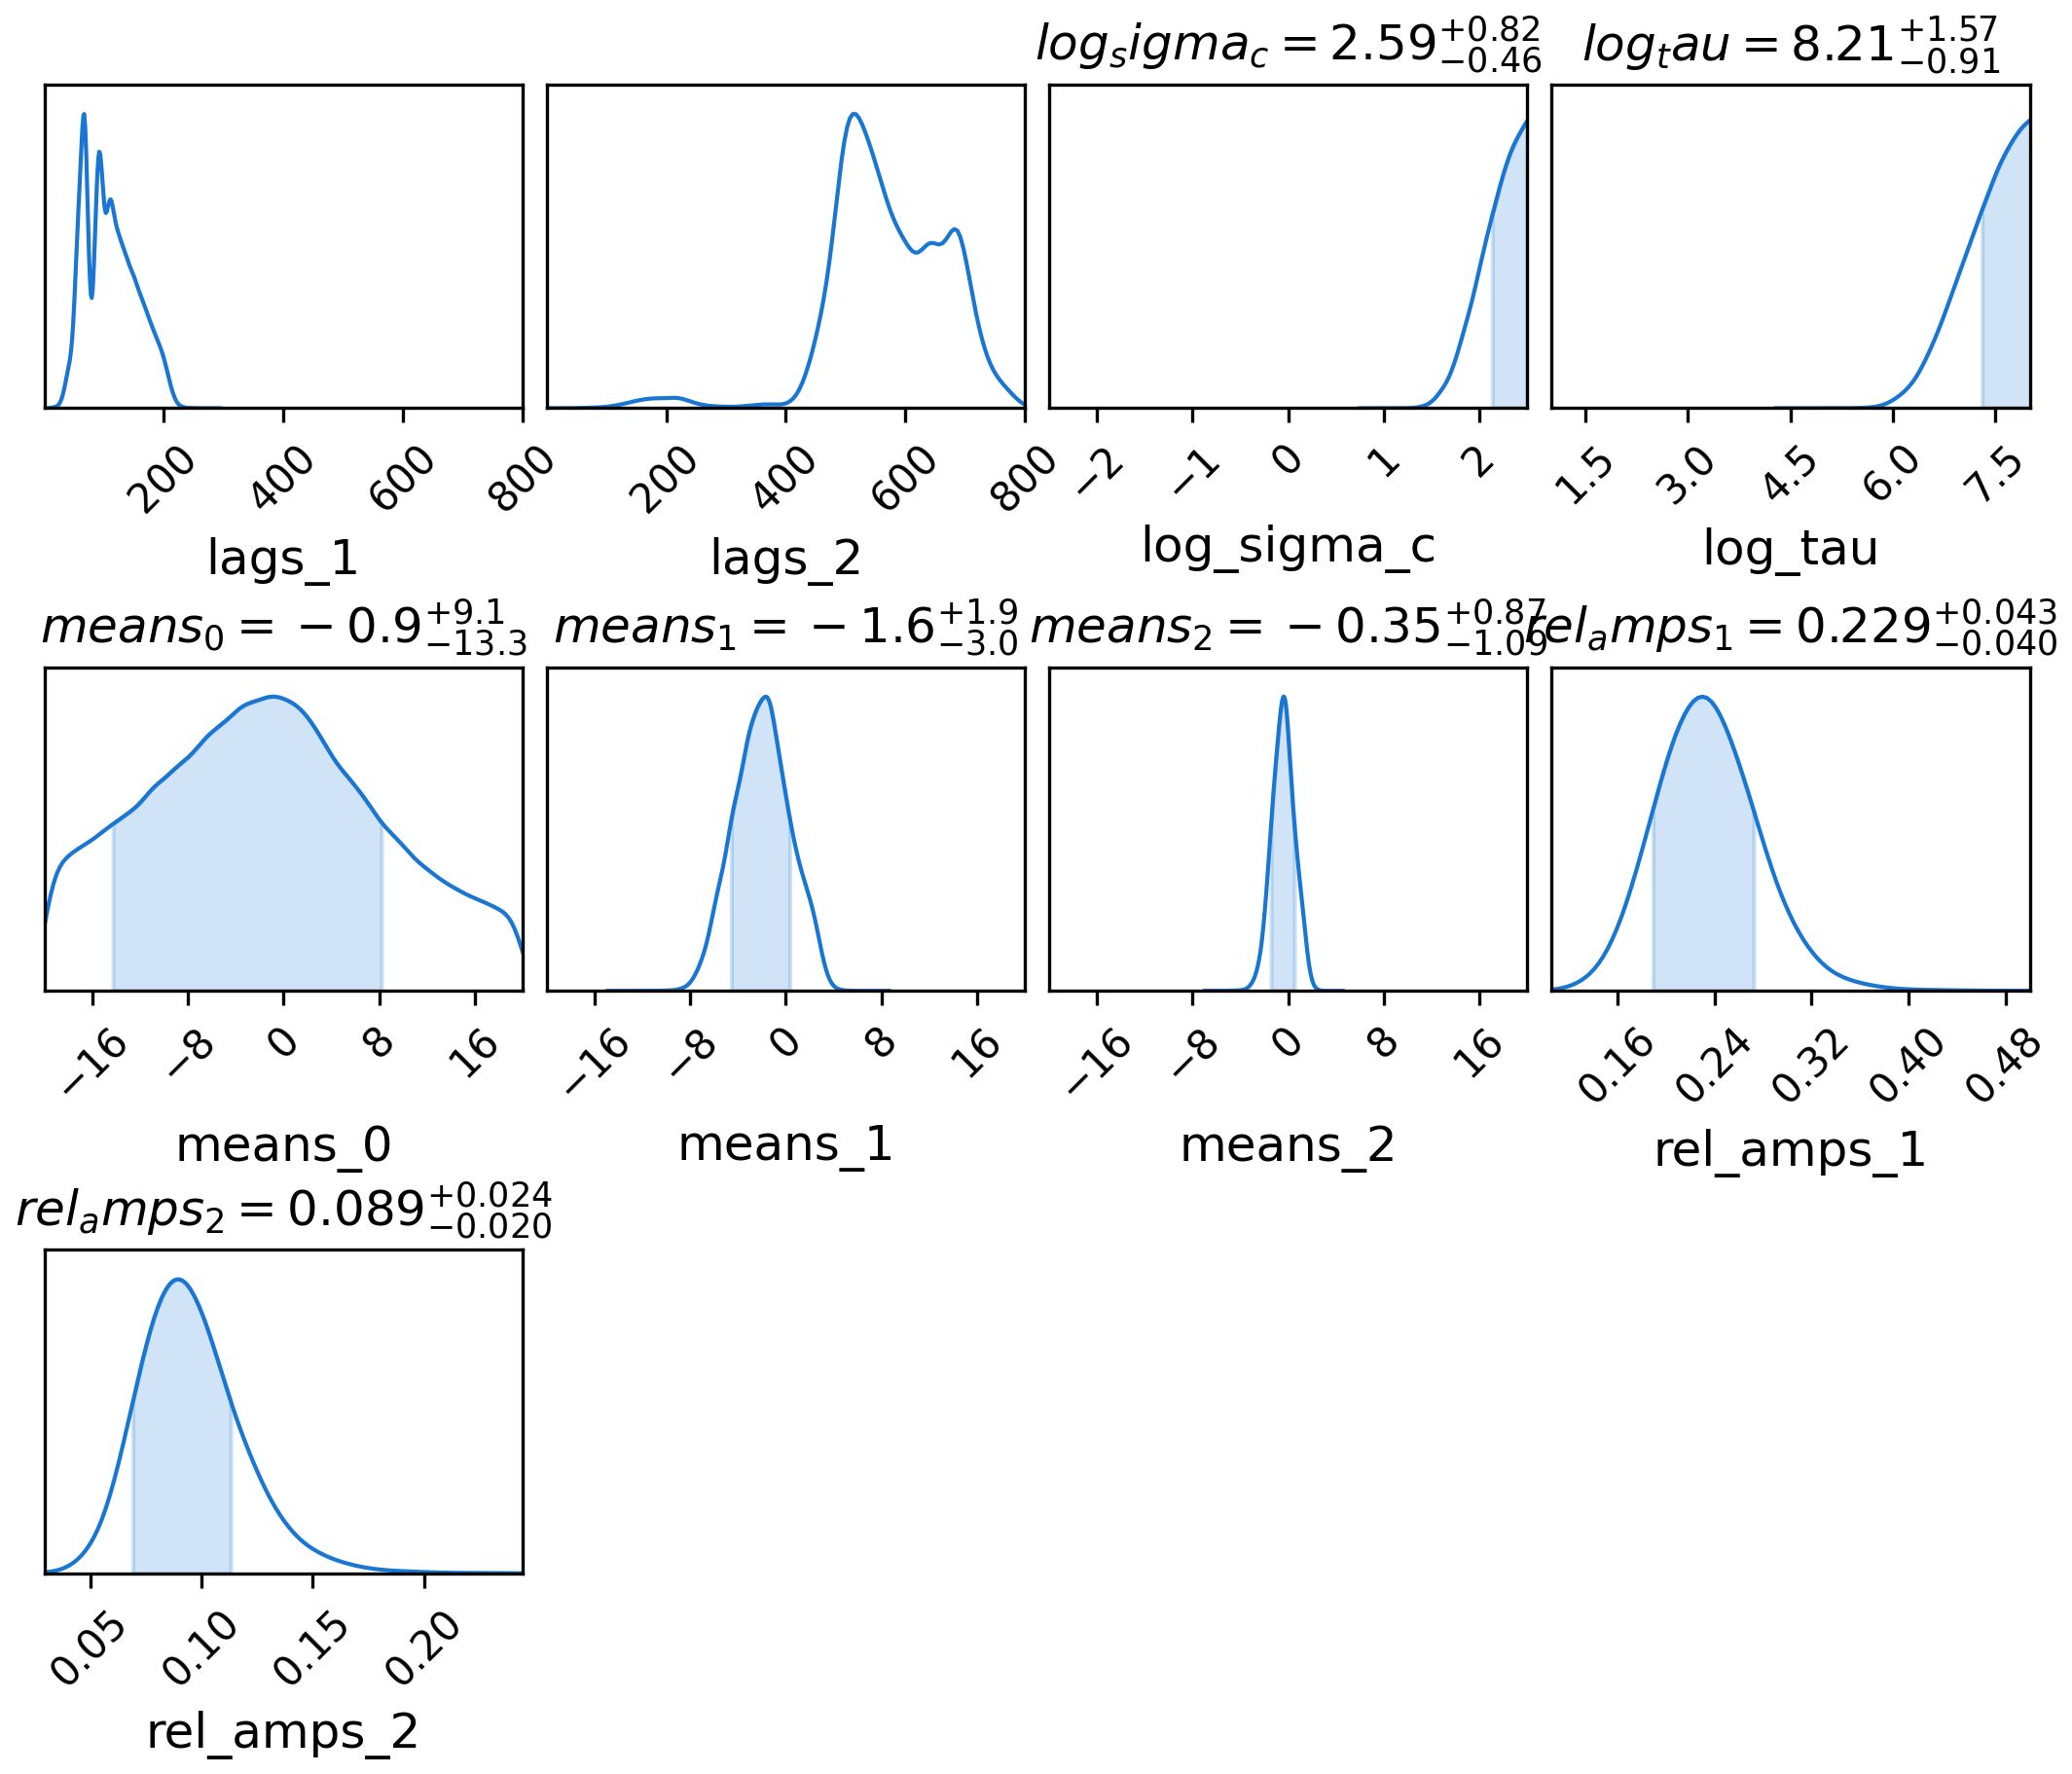 log_sigma_c = 2.59^{+0.82}_{-0.46} log_tau = 8.21^{+1.57}_{-0.91}
200 400 600 800 200 400 600 800 −2 −1 0 1 2 1.5 3.0 4.5 6.0 7.5
lags_1 lags_2 log_sigma_c log_tau
means_0 = −0.9^{+9.1}_{-13.3} means_1 = −1.6^{+1.9}_{-3.0} means_2 = −0.35^{+0.87}_{-1.09} rel_amps_1 = 0.229^{+0.043}_{-0.040}
−16 −8 0 8 16 −16 −8 0 8 16 −16 −8 0 8 16 0.16 0.24 0.32 0.40 0.48
means_0 means_1 means_2 rel_amps_1
rel_amps_2 = 0.089^{+0.024}_{-0.020}
0.05 0.10 0.15 0.20
rel_amps_2